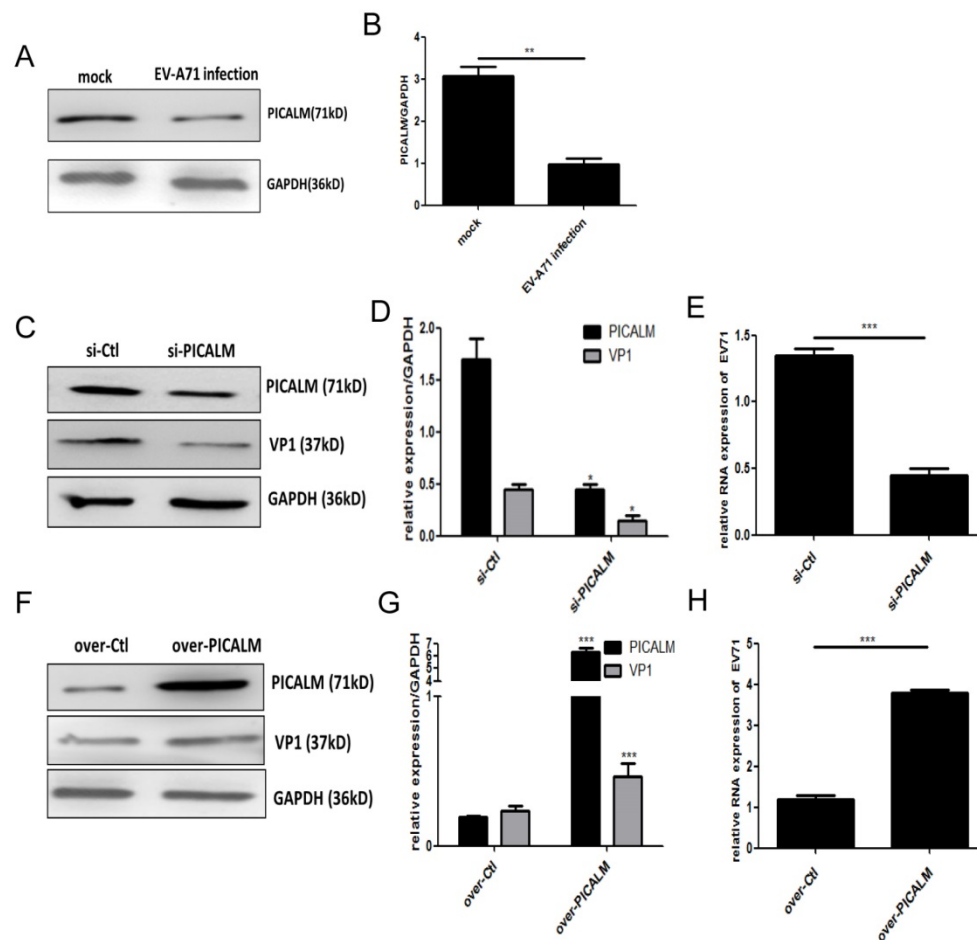 A
mock
EV-A71 infection
PICALM(71kD)
GAPDH(36kD)
B
PICALM/GAPDH
4
3
2
1
0
**
mock
EV-A71 infection
C
si-Ctl
si-PICALM
PICALM (71kD)
VP1 (37kD)
GAPDH (36kD)
D
relative expression/GAPDH
2.0
1.5
1.0
0.5
0.0
PICALM
VP1
*
*
si-Ctl
si-PICALM
E
relative RNA expression of EV71
1.5
1.0
0.5
0.0
***
si-Ctl
si-PICALM
F
over-Ctl
over-PICALM
PICALM (71kD)
VP1 (37kD)
GAPDH (36kD)
G
relative expression/GAPDH
7
6
5
4
1
0
***
***
PICALM
VP1
over-Ctl
over-PICALM
H
relative RNA expression of EV71
5
4
3
2
1
0
***
over-Ctl
over-PICALM